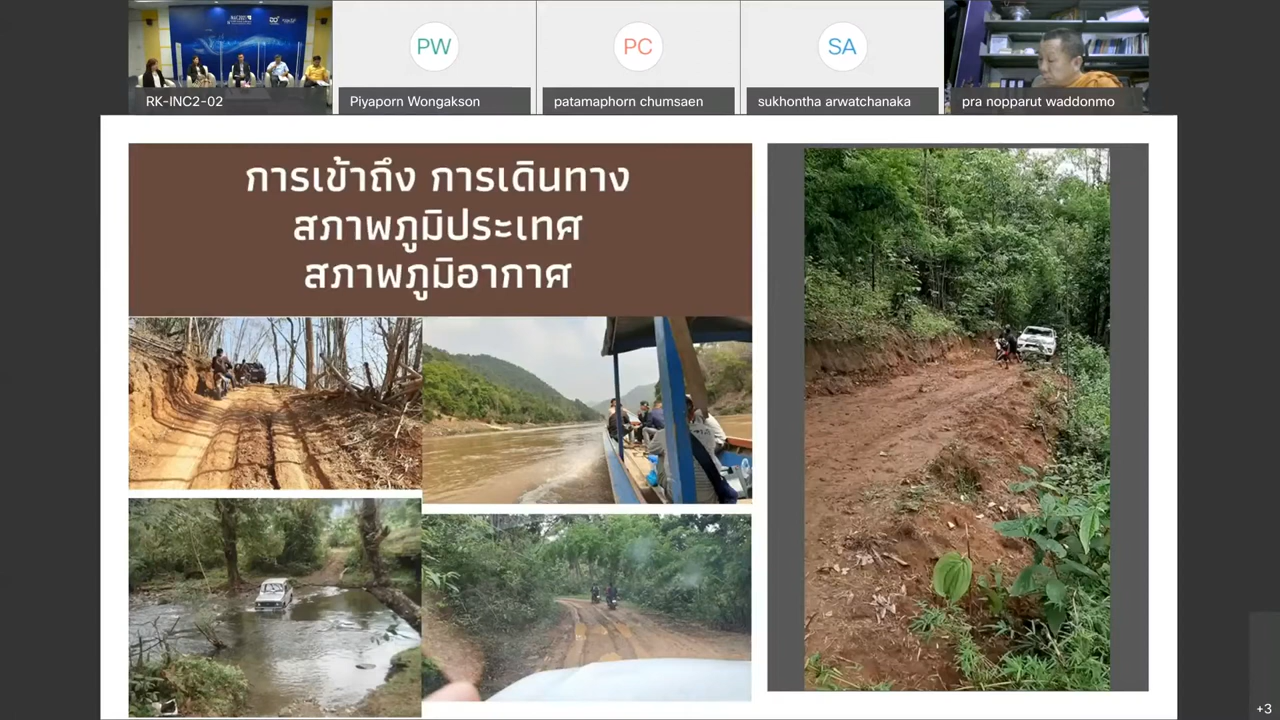 RK-INC2-02
PW
Piyaporn Wongakson
PC
patamaphorn chumsaen
SA
sukhontha arwatchanaka
pra nopparut waddonmo
การเข้าถึง การเดินทาง
สภาพภูมิประเทศ
สภาพภูมิอากาศ
+3